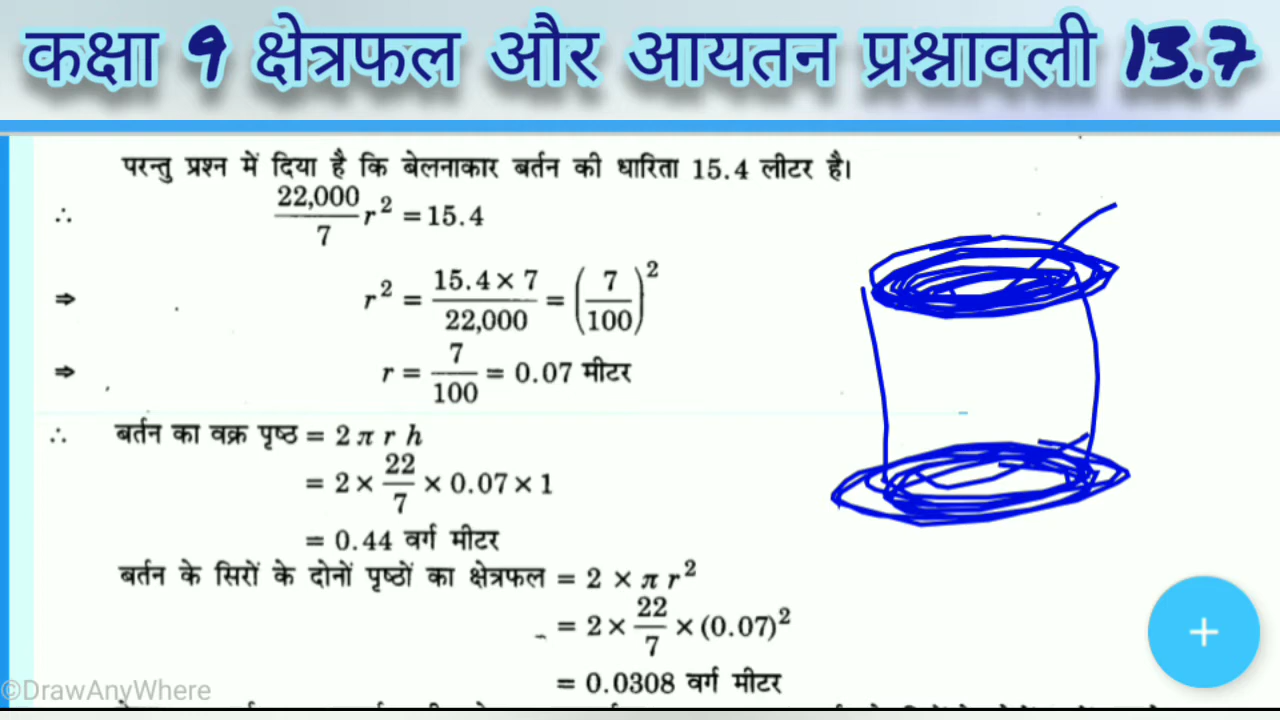 कक्षा 9 क्षेत्रफल और आयतन प्रश्नावली 13.7
परन्तु प्रश्न में दिया है कि बेलनाकार बर्तन की धारिता 15.4 लीटर है।
∴ 22,000/7 r² = 15.4
⇒ r² = 15.4 × 7/22,000 = (7/100)²
⇒ r = 7/100 = 0.07 मीटर
∴ बर्तन का वक्र पृष्ठ = 2 π r h
= 2 × 22/7 × 0.07 × 1
= 0.44 वर्ग मीटर
बर्तन के सिरों के दोनों पृष्ठों का क्षेत्रफल = 2 × π r²
= 2 × 22/7 × (0.07)²
= 0.0308 वर्ग मीटर
©DrawAnyWhere